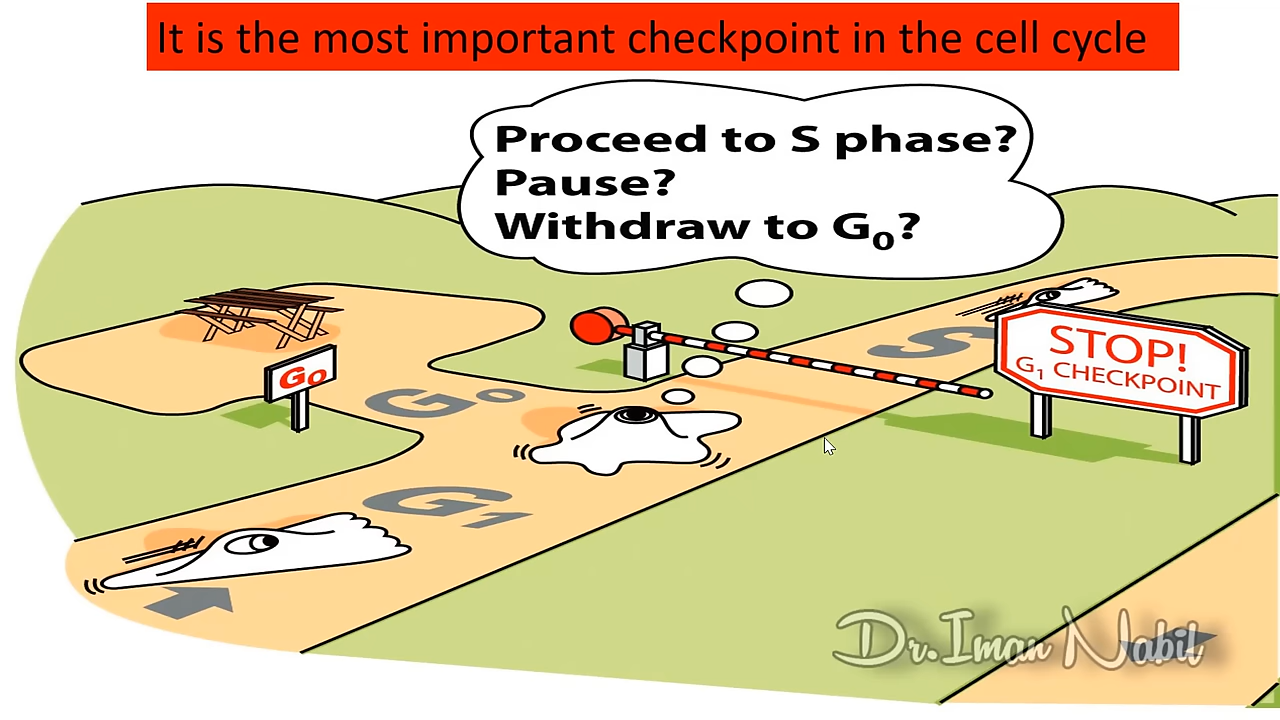 It is the most important checkpoint in the cell cycle
Proceed to S phase?
Pause?
Withdraw to G₀?
STOP!
G₁ CHECKPOINT
S
G₀
G₀
G₁
Dr.Iman Nabil